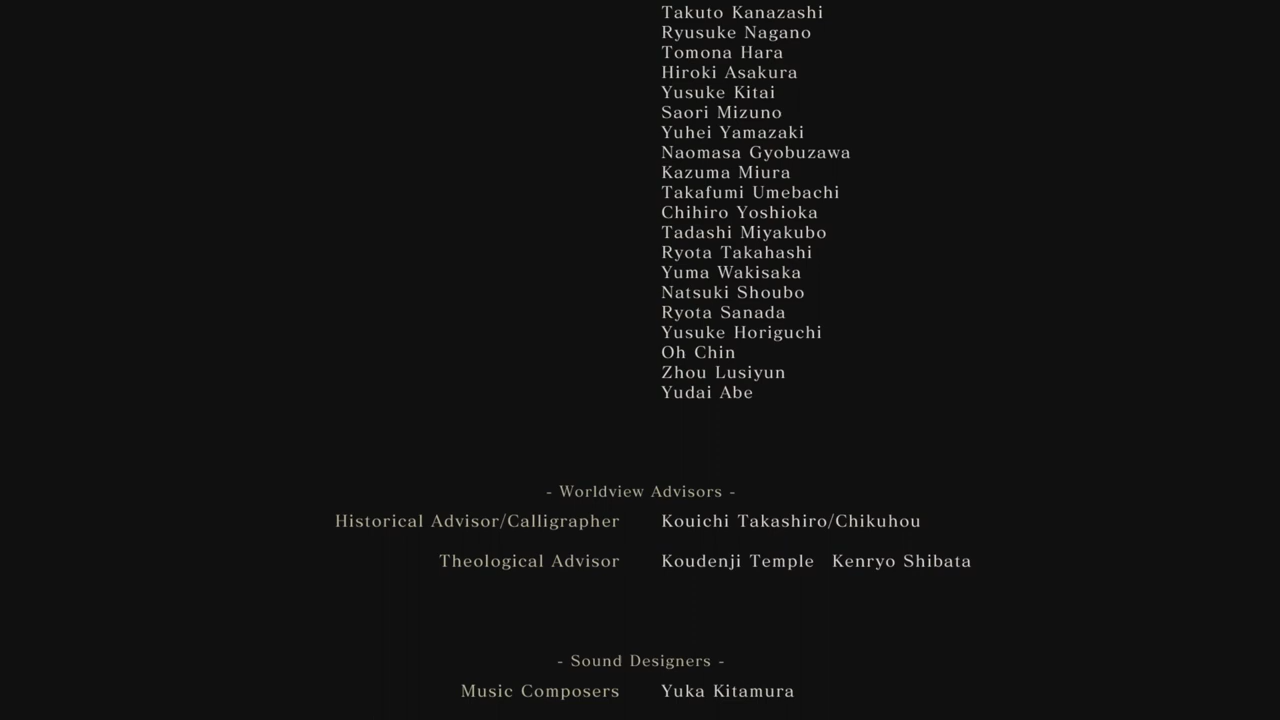 Takuto Kanazashi
Ryusuke Nagano
Tomona Hara
Hiroki Asakura
Yusuke Kitai
Saori Mizuno
Yuhei Yamazaki
Naomasa Gyobuzawa
Kazuma Miura
Takafumi Umebachi
Chihiro Yoshioka
Tadashi Miyakubo
Ryota Takahashi
Yuma Wakisaka
Natsuki Shoubo
Ryota Sanada
Yusuke Horiguchi
Oh Chin
Zhou Lusiyun
Yudai Abe
- Worldview Advisors -
Historical Advisor/Calligrapher Kouichi Takashiro/Chikuhou
Theological Advisor Koudenji Temple Kenryo Shibata
- Sound Designers -
Music Composers Yuka Kitamura